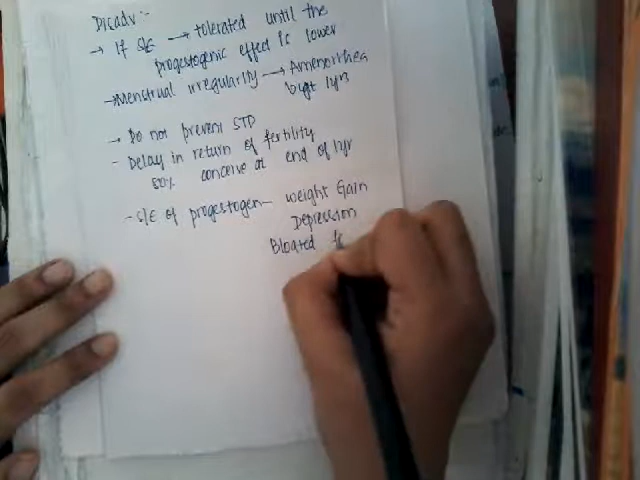 Disadv :-
→ If S/E → tolerated until the
progestogenic effect is lower
→ Menstrual irregularity → Amenorrhea
by 1yrs
→ Do not prevent STD
- Delay in return of fertility
50% conceive at end of 1yr
- S/E of progestogen - weight Gain
Depression
Bloated